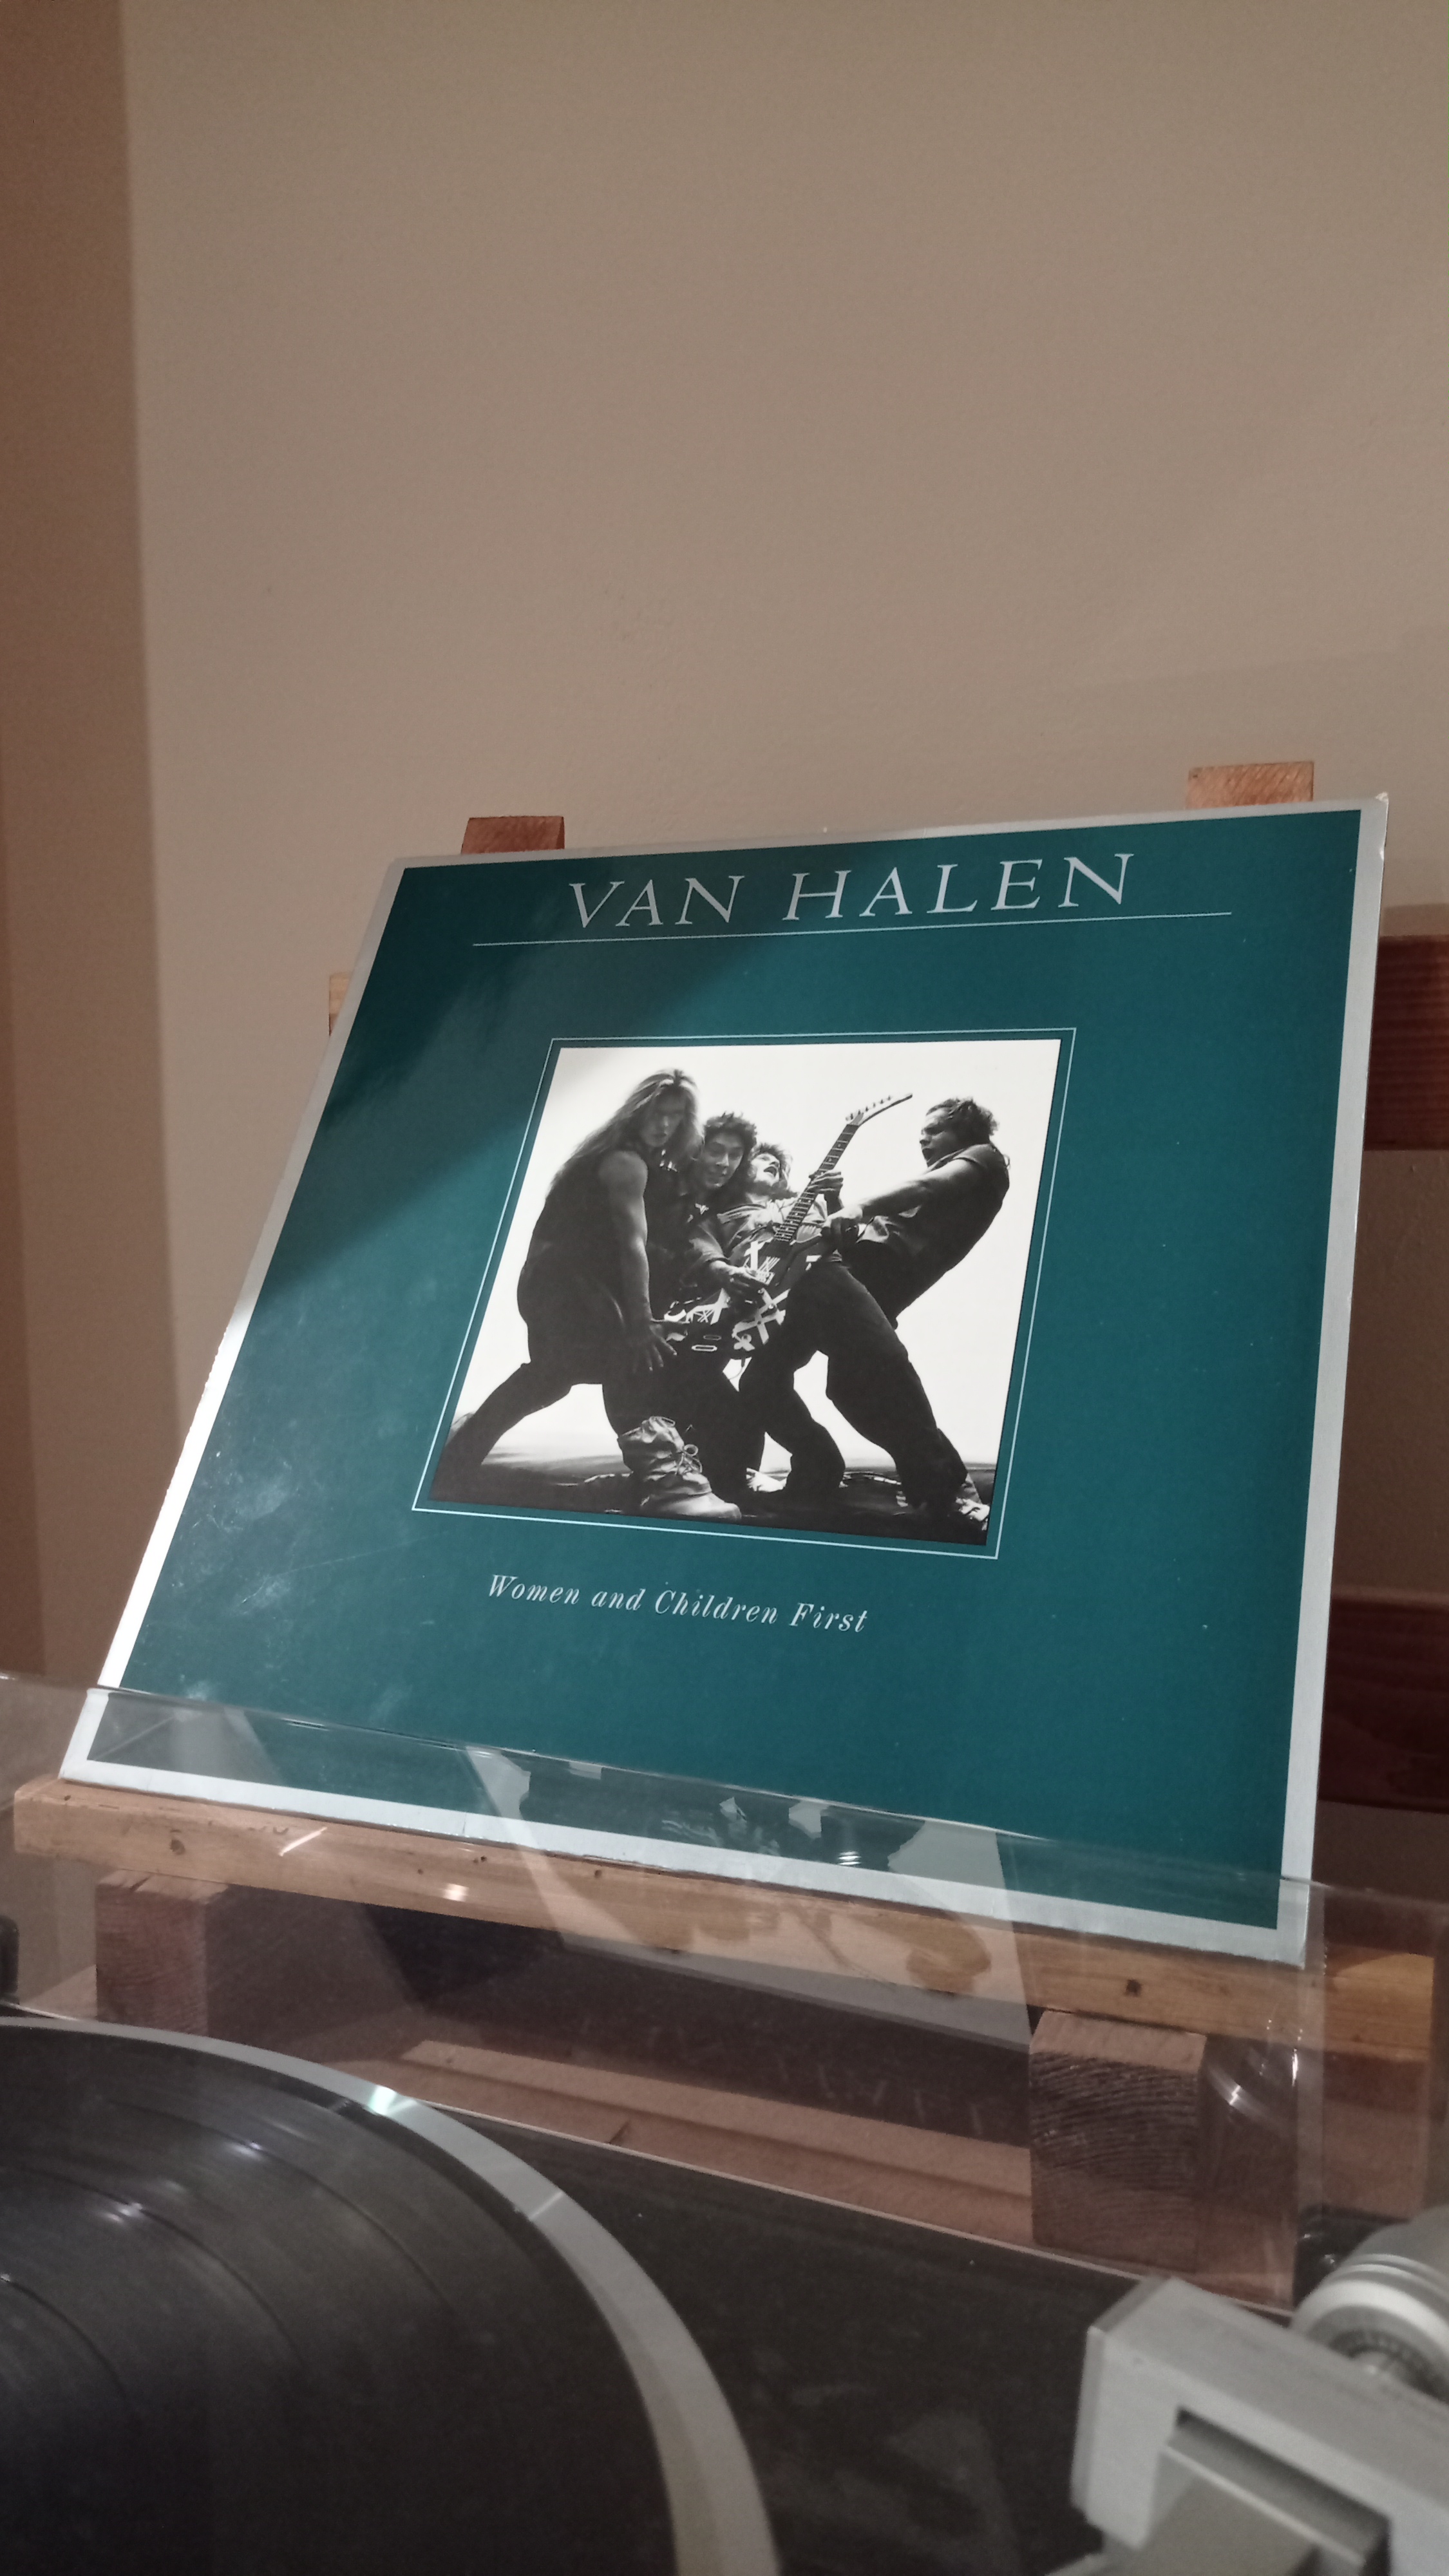 VAN HALEN
Women and Children First